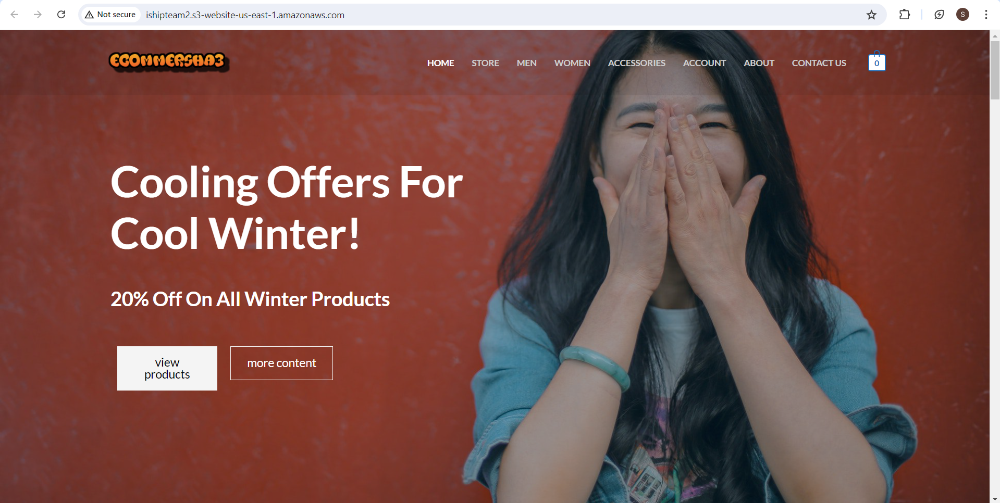 Not secure
ishipteam2.s3-website-us-east-1.amazonaws.com
S
ECOMMERSHA3
HOME STORE MEN WOMEN ACCESSORIES ACCOUNT ABOUT CONTACT US 0
Cooling Offers For
Cool Winter!
20% Off On All Winter Products
view
products
more content